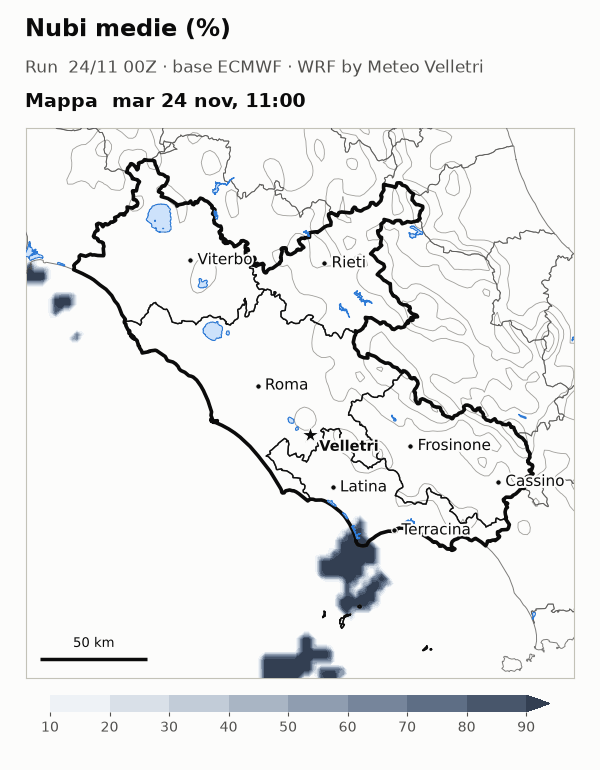 Nubi medie (%)
Run  24/11 00Z · base ECMWF · WRF by Meteo Velletri
Mappa  mar 24 nov, 11:00
Viterbo
Rieti
Roma
Velletri
Frosinone
Cassino
Latina
Terracina
50 km
10 20 30 40 50 60 70 80 90